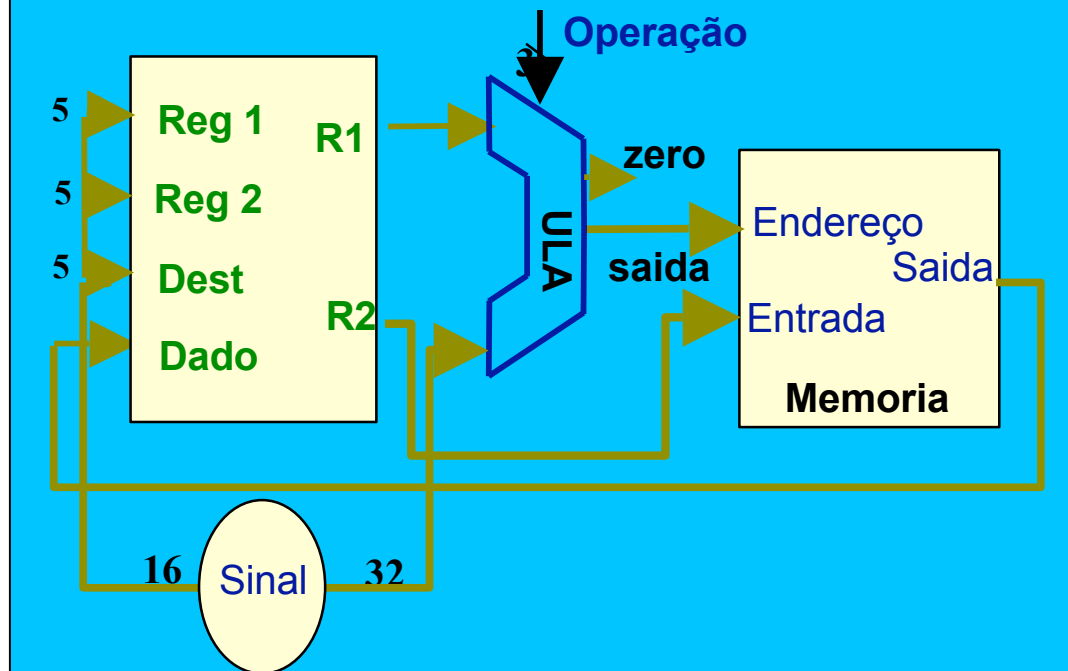 Operação
3
5
Reg 1
R1
5
Reg 2
5
Dest
R2
Dado
ULA
zero
saida
Endereço
Saida
Entrada
Memoria
16
Sinal
32